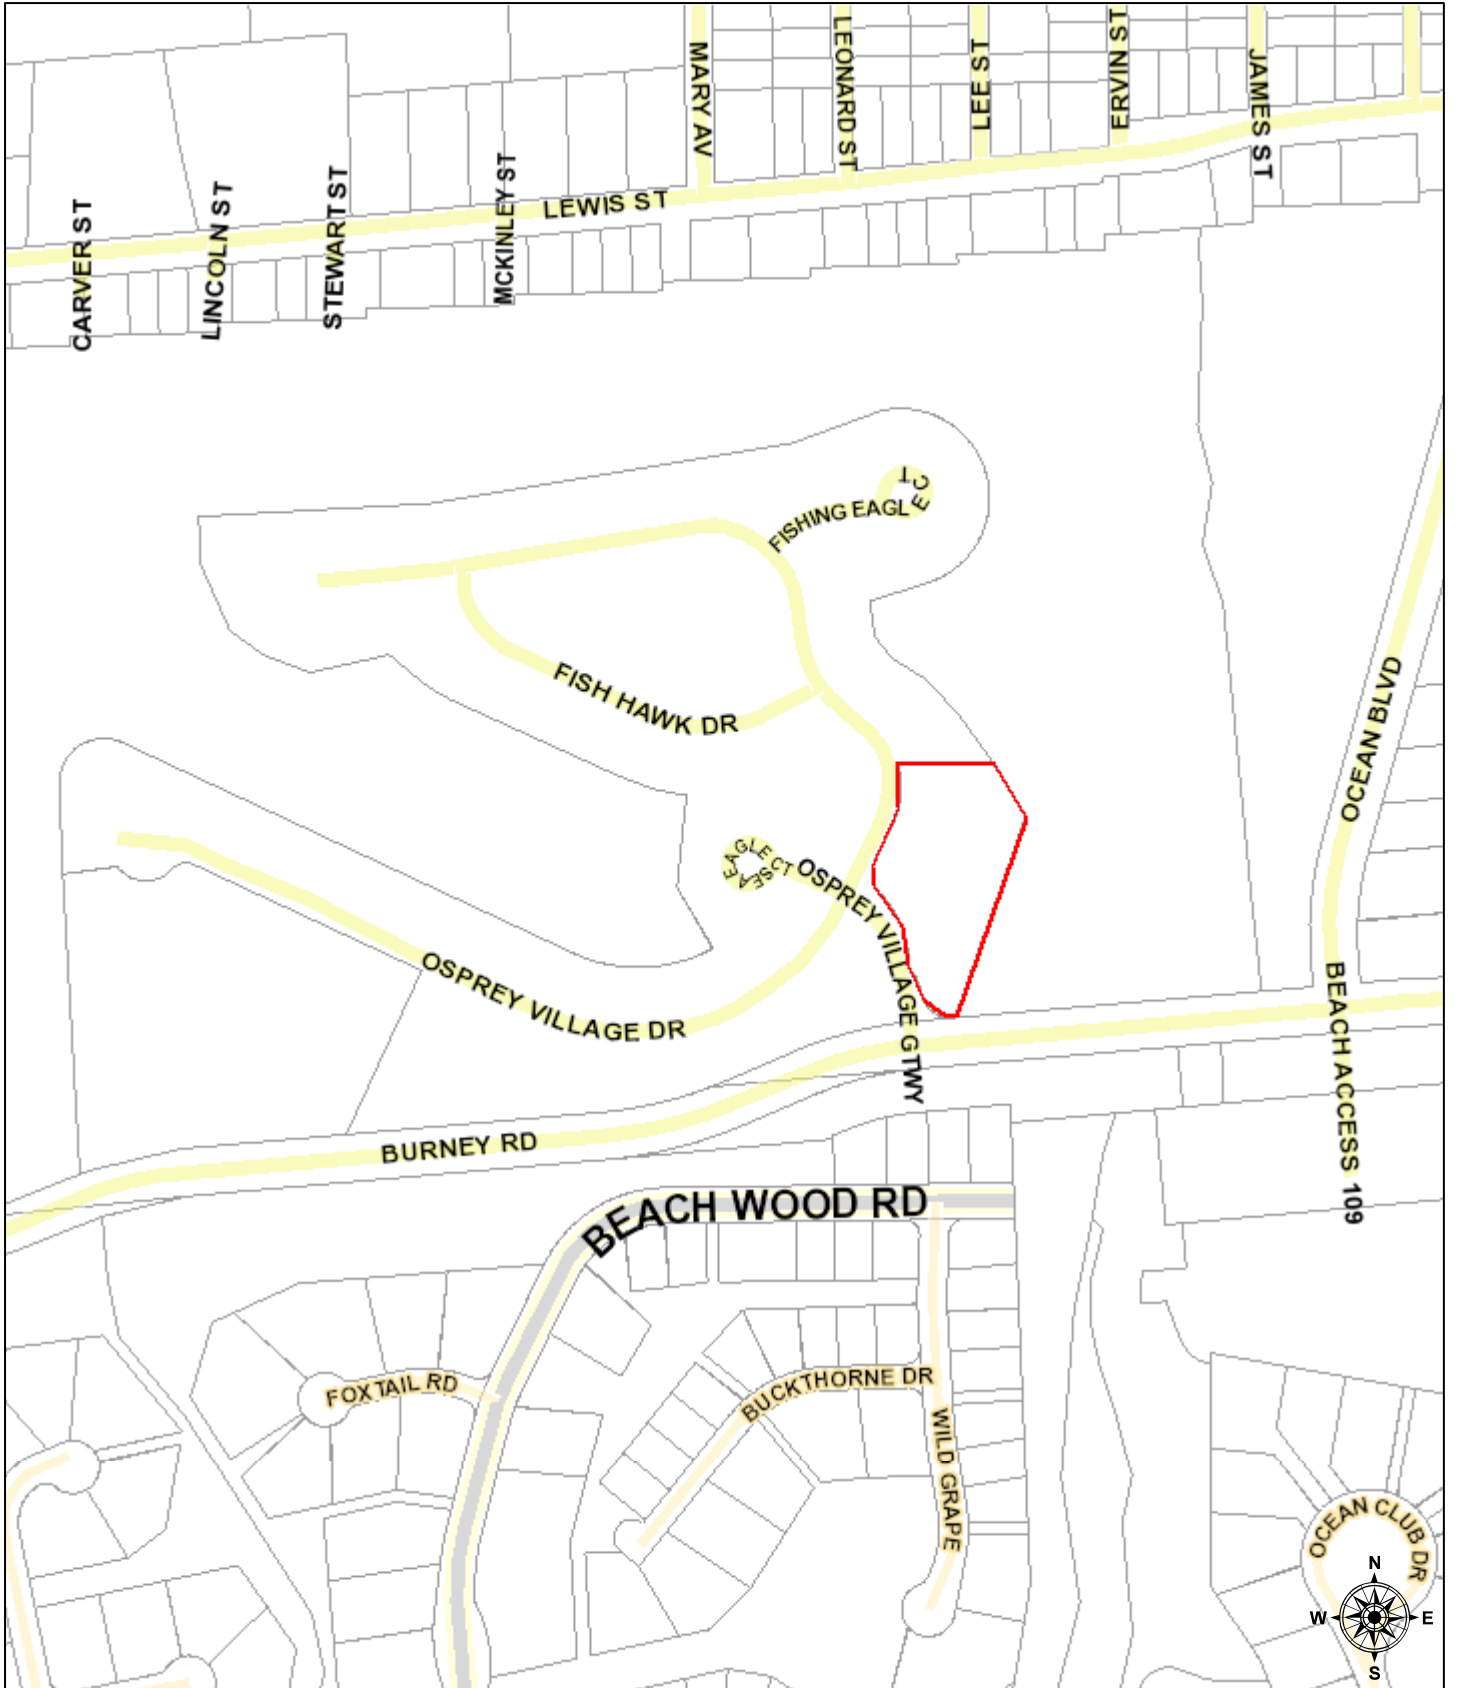 MARY AV
LEONARD ST
LEE ST
ERVIN ST
JAMES ST
CARVER ST
LINCOLN ST
STEWART ST
MCKINLEY ST
LEWIS ST
FISHING EAGLE CT
FISH HAWK DR
OCEAN BLVD
SEA EAGLE CT
OSPREY VILLAGE GTWY
OSPREY VILLAGE DR
BEACH ACCESS 109
BURNEY RD
BEACH WOOD RD
FOXTAIL RD
BUCKTHORNE DR
WILD GRAPE
OCEAN CLUB DR
N
W E
S